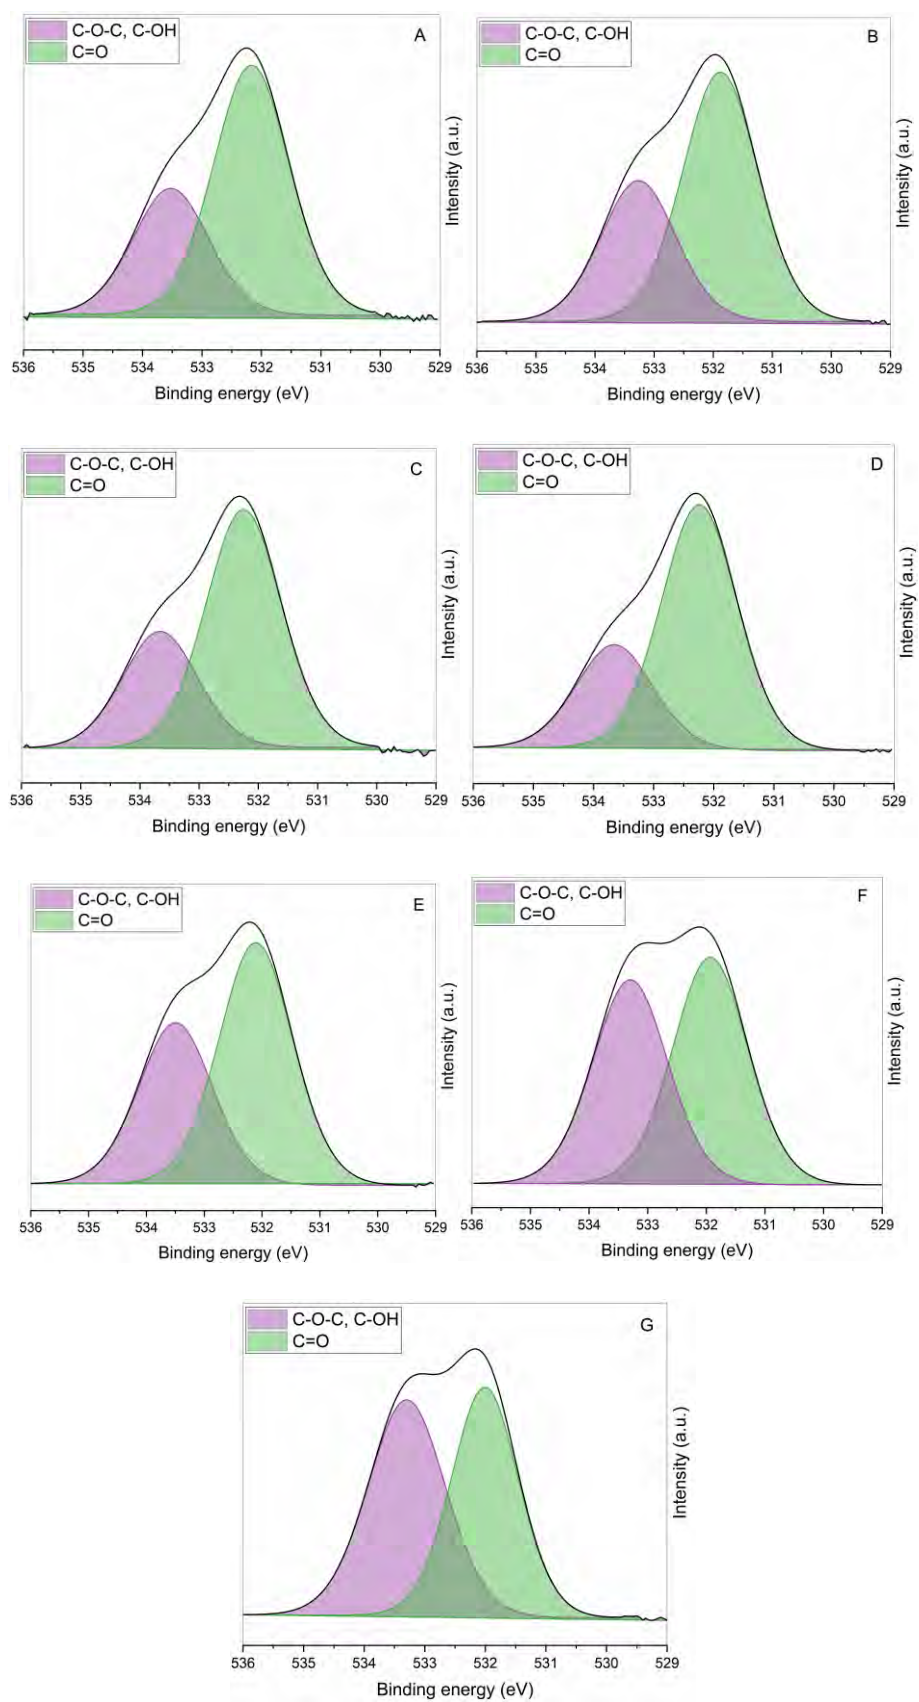 C-O-C, C-OH
C=O
A
Intensity (a.u.)
536 535 534 533 532 531 530 529
Binding energy (eV)
C-O-C, C-OH
C=O
B
Intensity (a.u.)
536 535 534 533 532 531 530 529
Binding energy (eV)
C-O-C, C-OH
C=O
C
Intensity (a.u.)
536 535 534 533 532 531 530 529
Binding energy (eV)
C-O-C, C-OH
C=O
D
Intensity (a.u.)
536 535 534 533 532 531 530 529
Binding energy (eV)
C-O-C, C-OH
C=O
E
Intensity (a.u.)
536 535 534 533 532 531 530 529
Binding energy (eV)
C-O-C, C-OH
C=O
F
Intensity (a.u.)
536 535 534 533 532 531 530 529
Binding energy (eV)
C-O-C, C-OH
C=O
G
Intensity (a.u.)
536 535 534 533 532 531 530 529
Binding energy (eV)